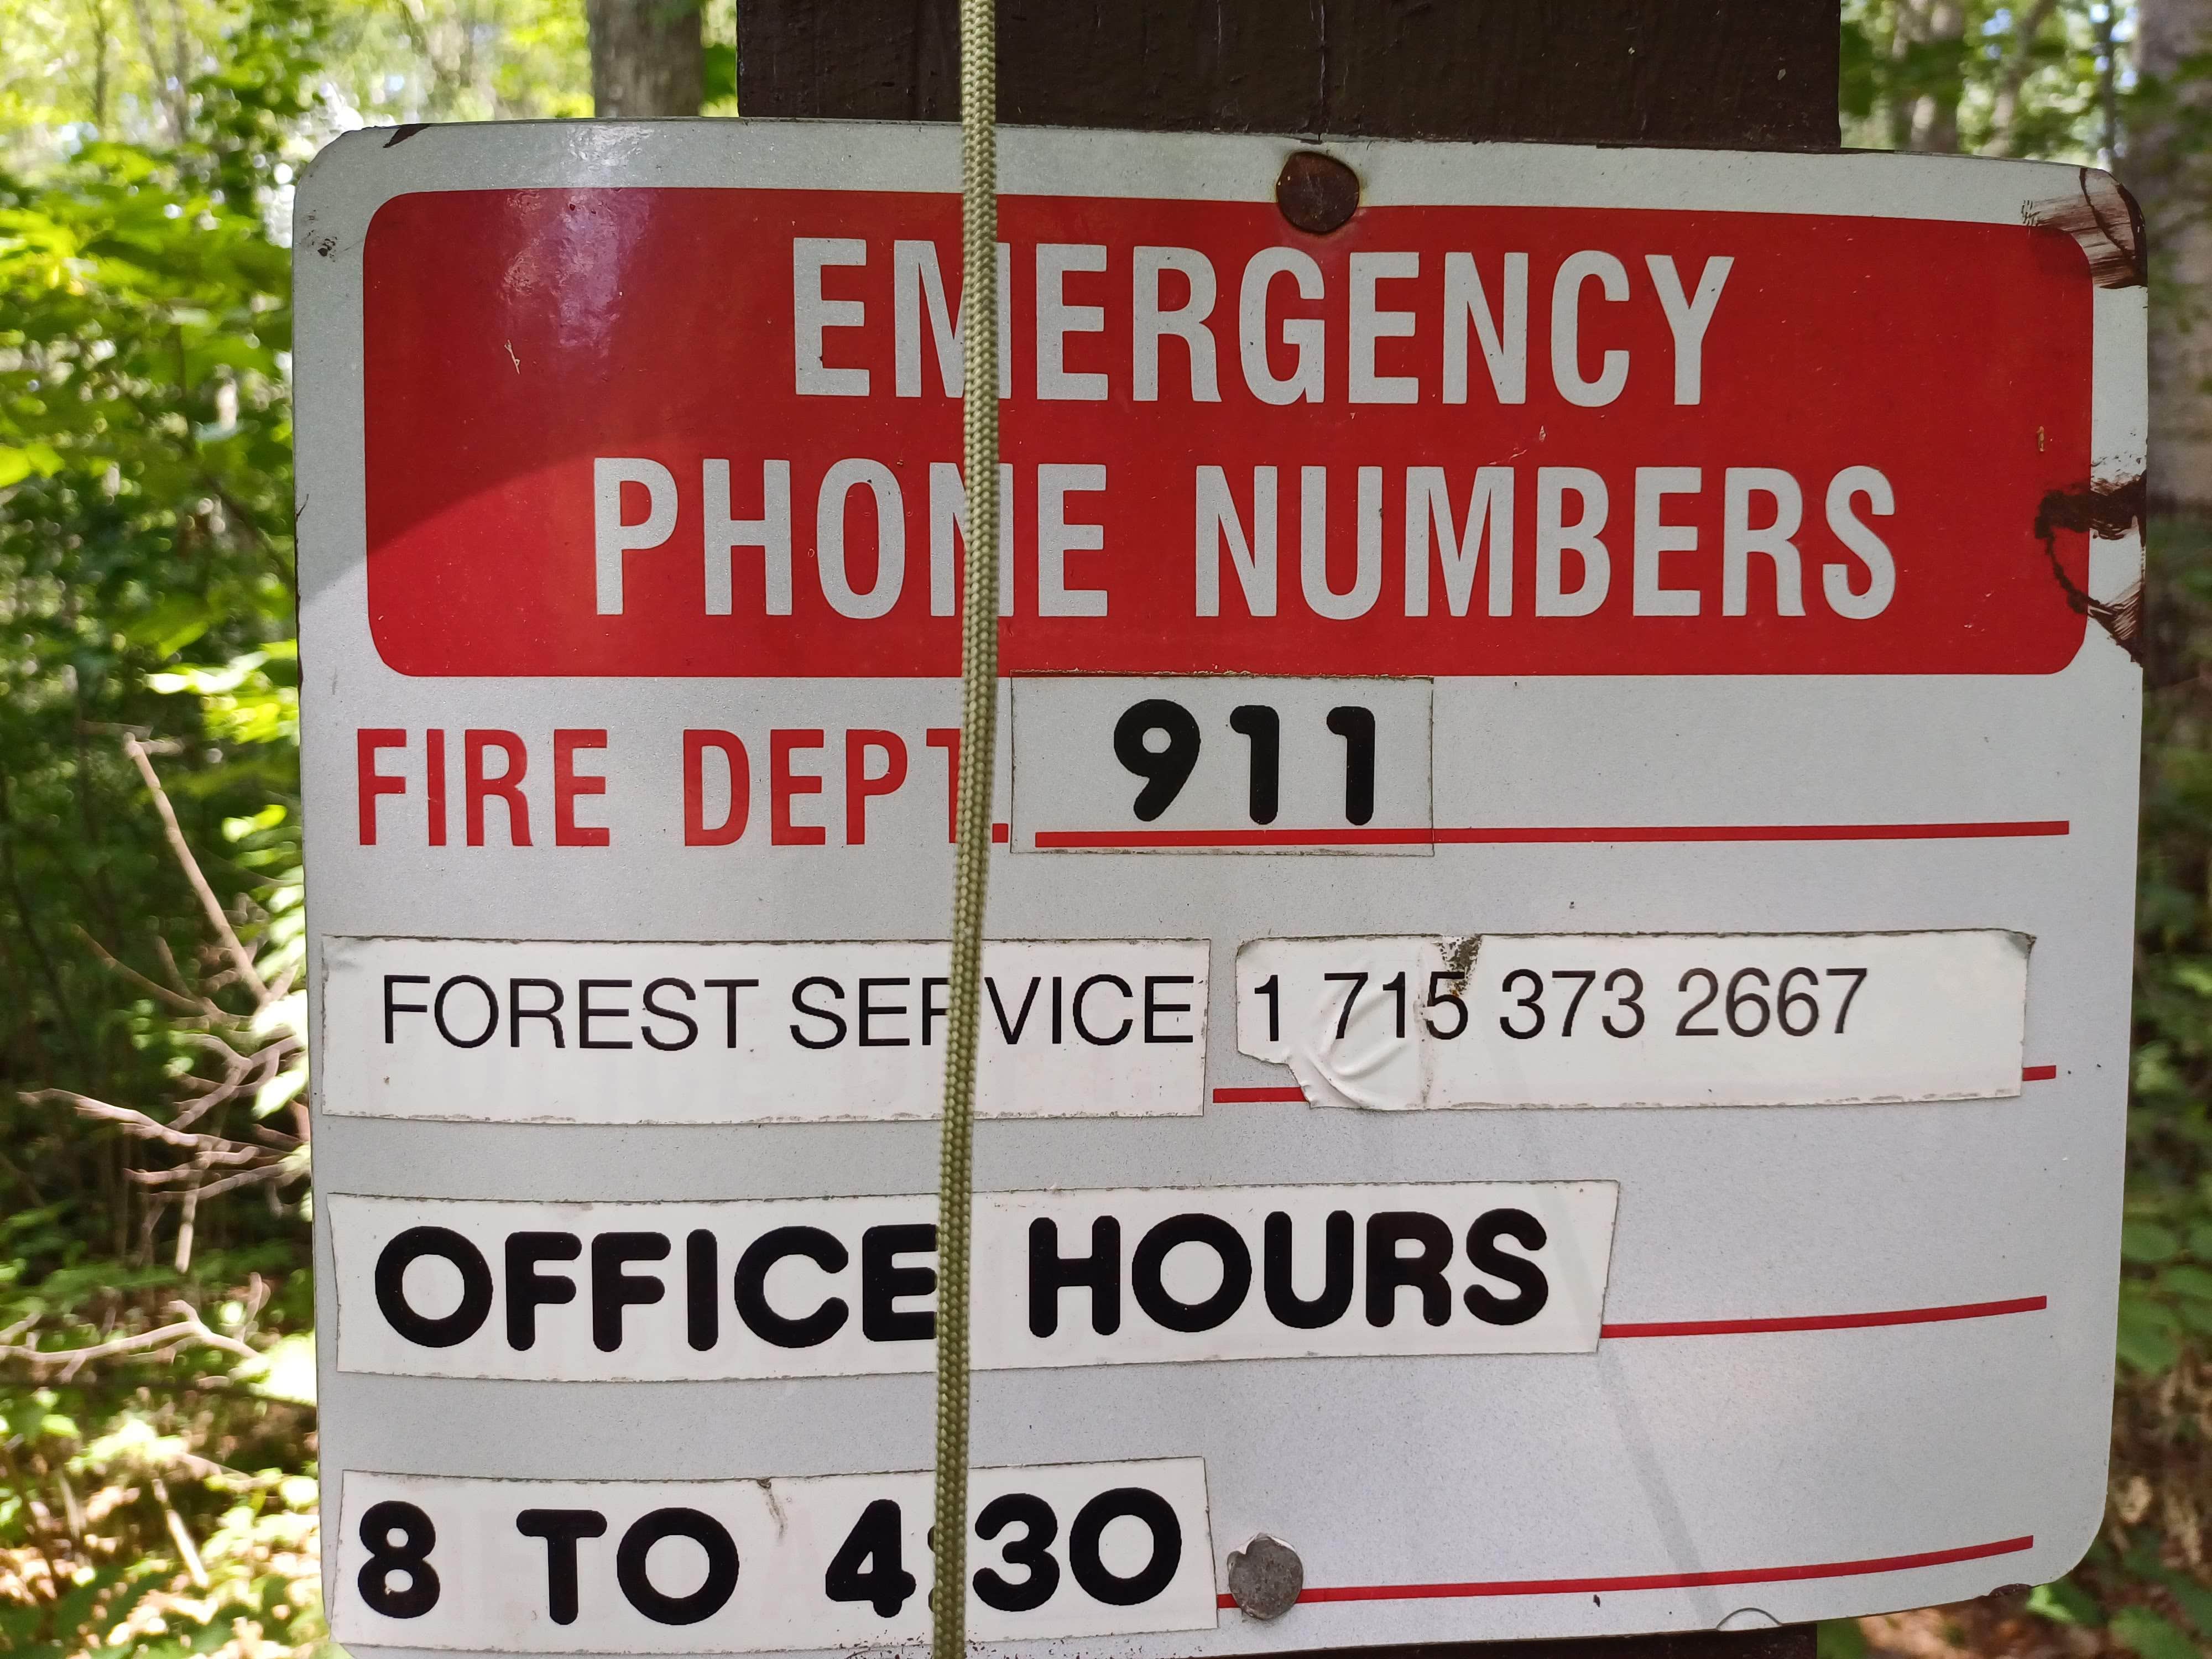 EMERGENCY
PHONE NUMBERS
FIRE DEPT. 911
FOREST SERVICE 1 715 373 2667
OFFICE HOURS
8 TO 4:30